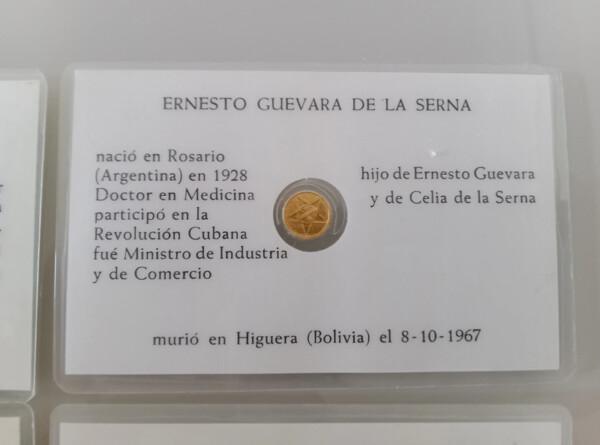 ERNESTO GUEVARA DE LA SERNA
nació en Rosario
(Argentina) en 1928
Doctor en Medicina
participó en la
Revolución Cubana
fué Ministro de Industria
y de Comercio
hijo de Ernesto Guevara
y de Celia de la Serna
murió en Higuera (Bolivia) el 8-10-1967